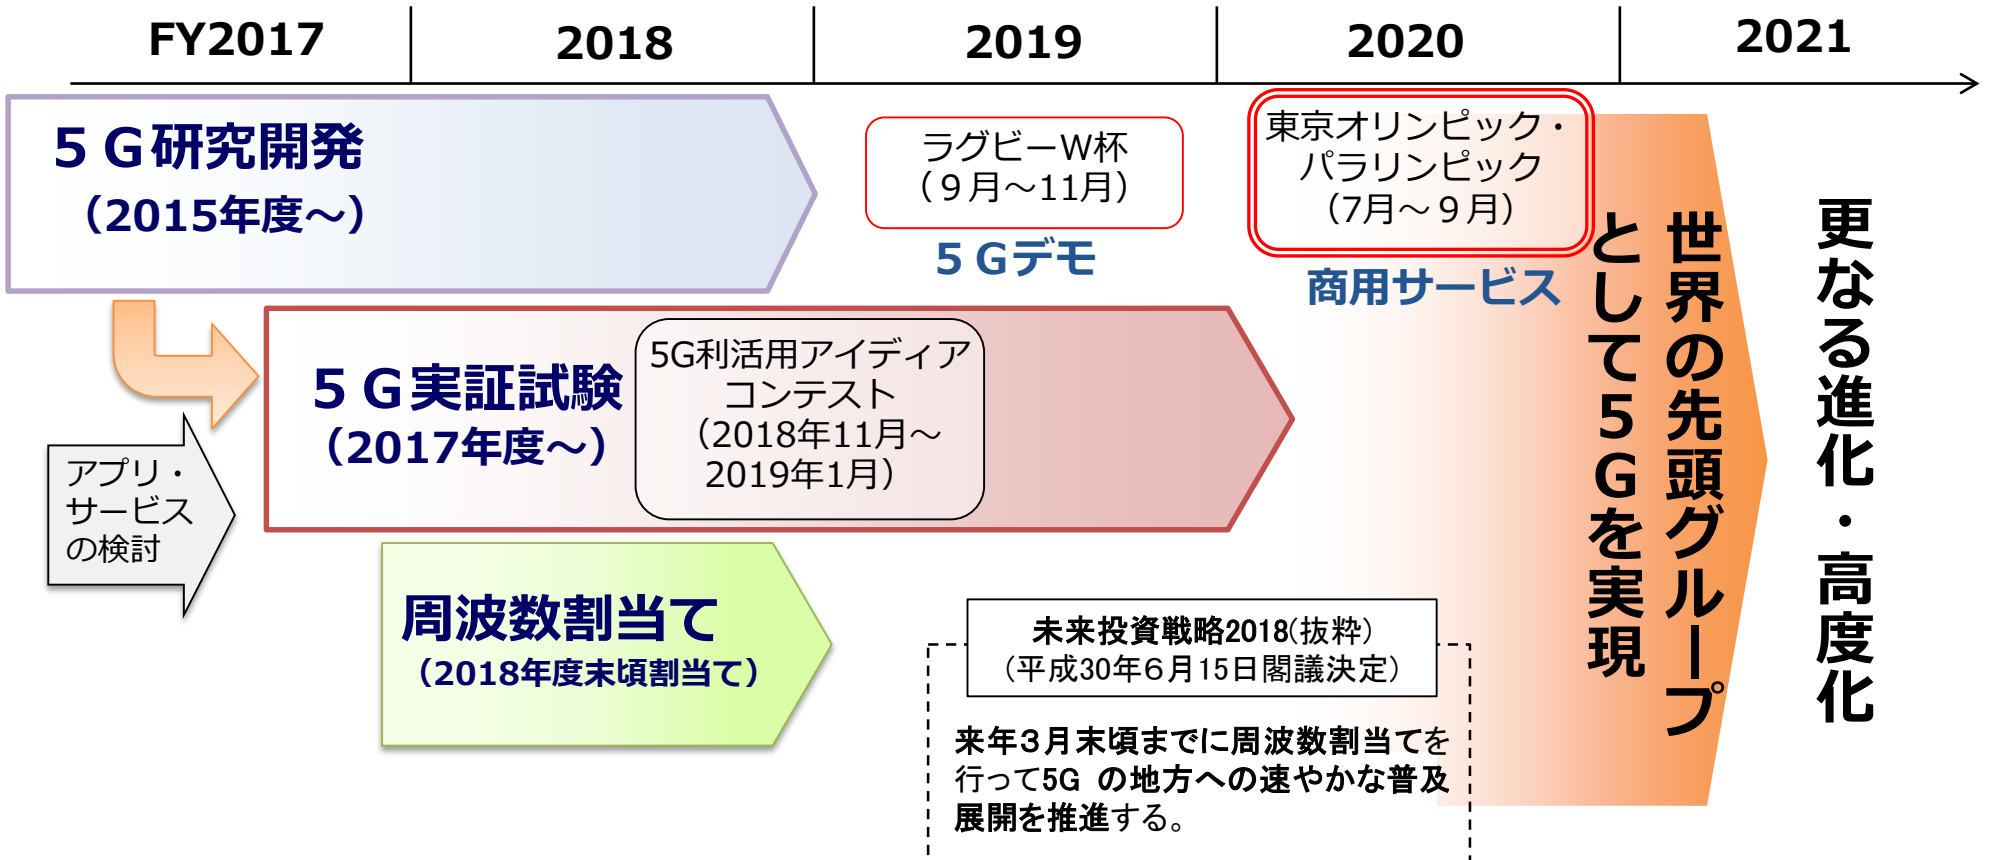 FY2017
2018
2019
2020
2021
５Ｇ研究開発
（2015年度～）
ラグビーW杯
（９月～11月）
５Ｇデモ
東京オリンピック・
パラリンピック
（7月～９月）
商用サービス
５Ｇ実証試験
（2017年度～）
5G利活用アイディア
コンテスト
（2018年11月～
2019年1月）
アプリ・
サービス
の検討
周波数割当て
（2018年度末頃割当て）
未来投資戦略2018(抜粋)
(平成30年６月15日閣議決定)
来年３月末頃までに周波数割当てを
行って5G の地方への速やかな普及
展開を推進する。
世界の先頭グループ
として５Ｇを実現
更なる進化・高度化